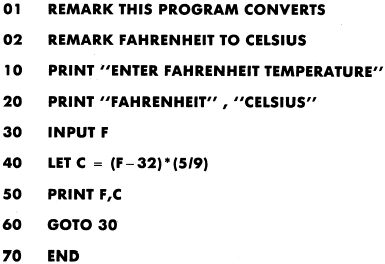 01 REMARK THIS PROGRAM CONVERTS
02 REMARK FAHRENHEIT TO CELSIUS
10 PRINT ''ENTER FAHRENHEIT TEMPERATURE''
20 PRINT ''FAHRENHEIT'' , ''CELSIUS''
30 INPUT F
40 LET C = (F-32)*(5/9)
50 PRINT F,C
60 GOTO 30
70 END